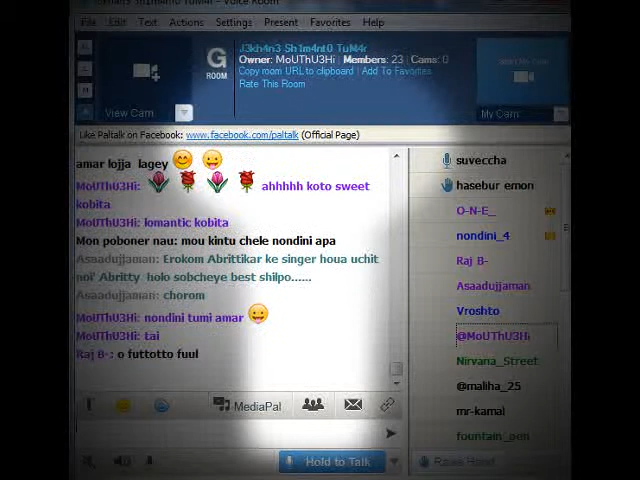 File Edit Text Actions Settings Present Favorites Help
J3kh4n3 Sh1m4nt0 TuM4r
G
ROOM
Owner: MoUThU3Hi | Members: 23 | Cams: 0
Copy room URL to clipboard | Add To Favorites
Rate This Room
View Cam
My Cam
Like Paltalk on Facebook: www.facebook.com/paltalk (Official Page)
amar lojja lagey
MoUThU3Hi: ahhhhh koto sweet
kobita
MoUThU3Hi: lomantic kobita
Mon poboner nau: mou kintu chele nondini apa
Asaadujjaman: Erokom Abrittikar ke singer houa uchit
noi' Abritty holo sobcheye best shilpo......
Asaadujjaman: chorom
MoUThU3Hi: nondini tumi amar
MoUThU3Hi: tai
Raj B-: o futtotto fuul
MediaPal
Hold to Talk
suveccha
hasebur emon
O-N-E_
nondini_4
Raj B-
Asaadujjaman
Vroshto
@MoUThU3Hi
Nirvana_Street
@maliha_25
mr-kamal
fountain_pen
Raise Hand